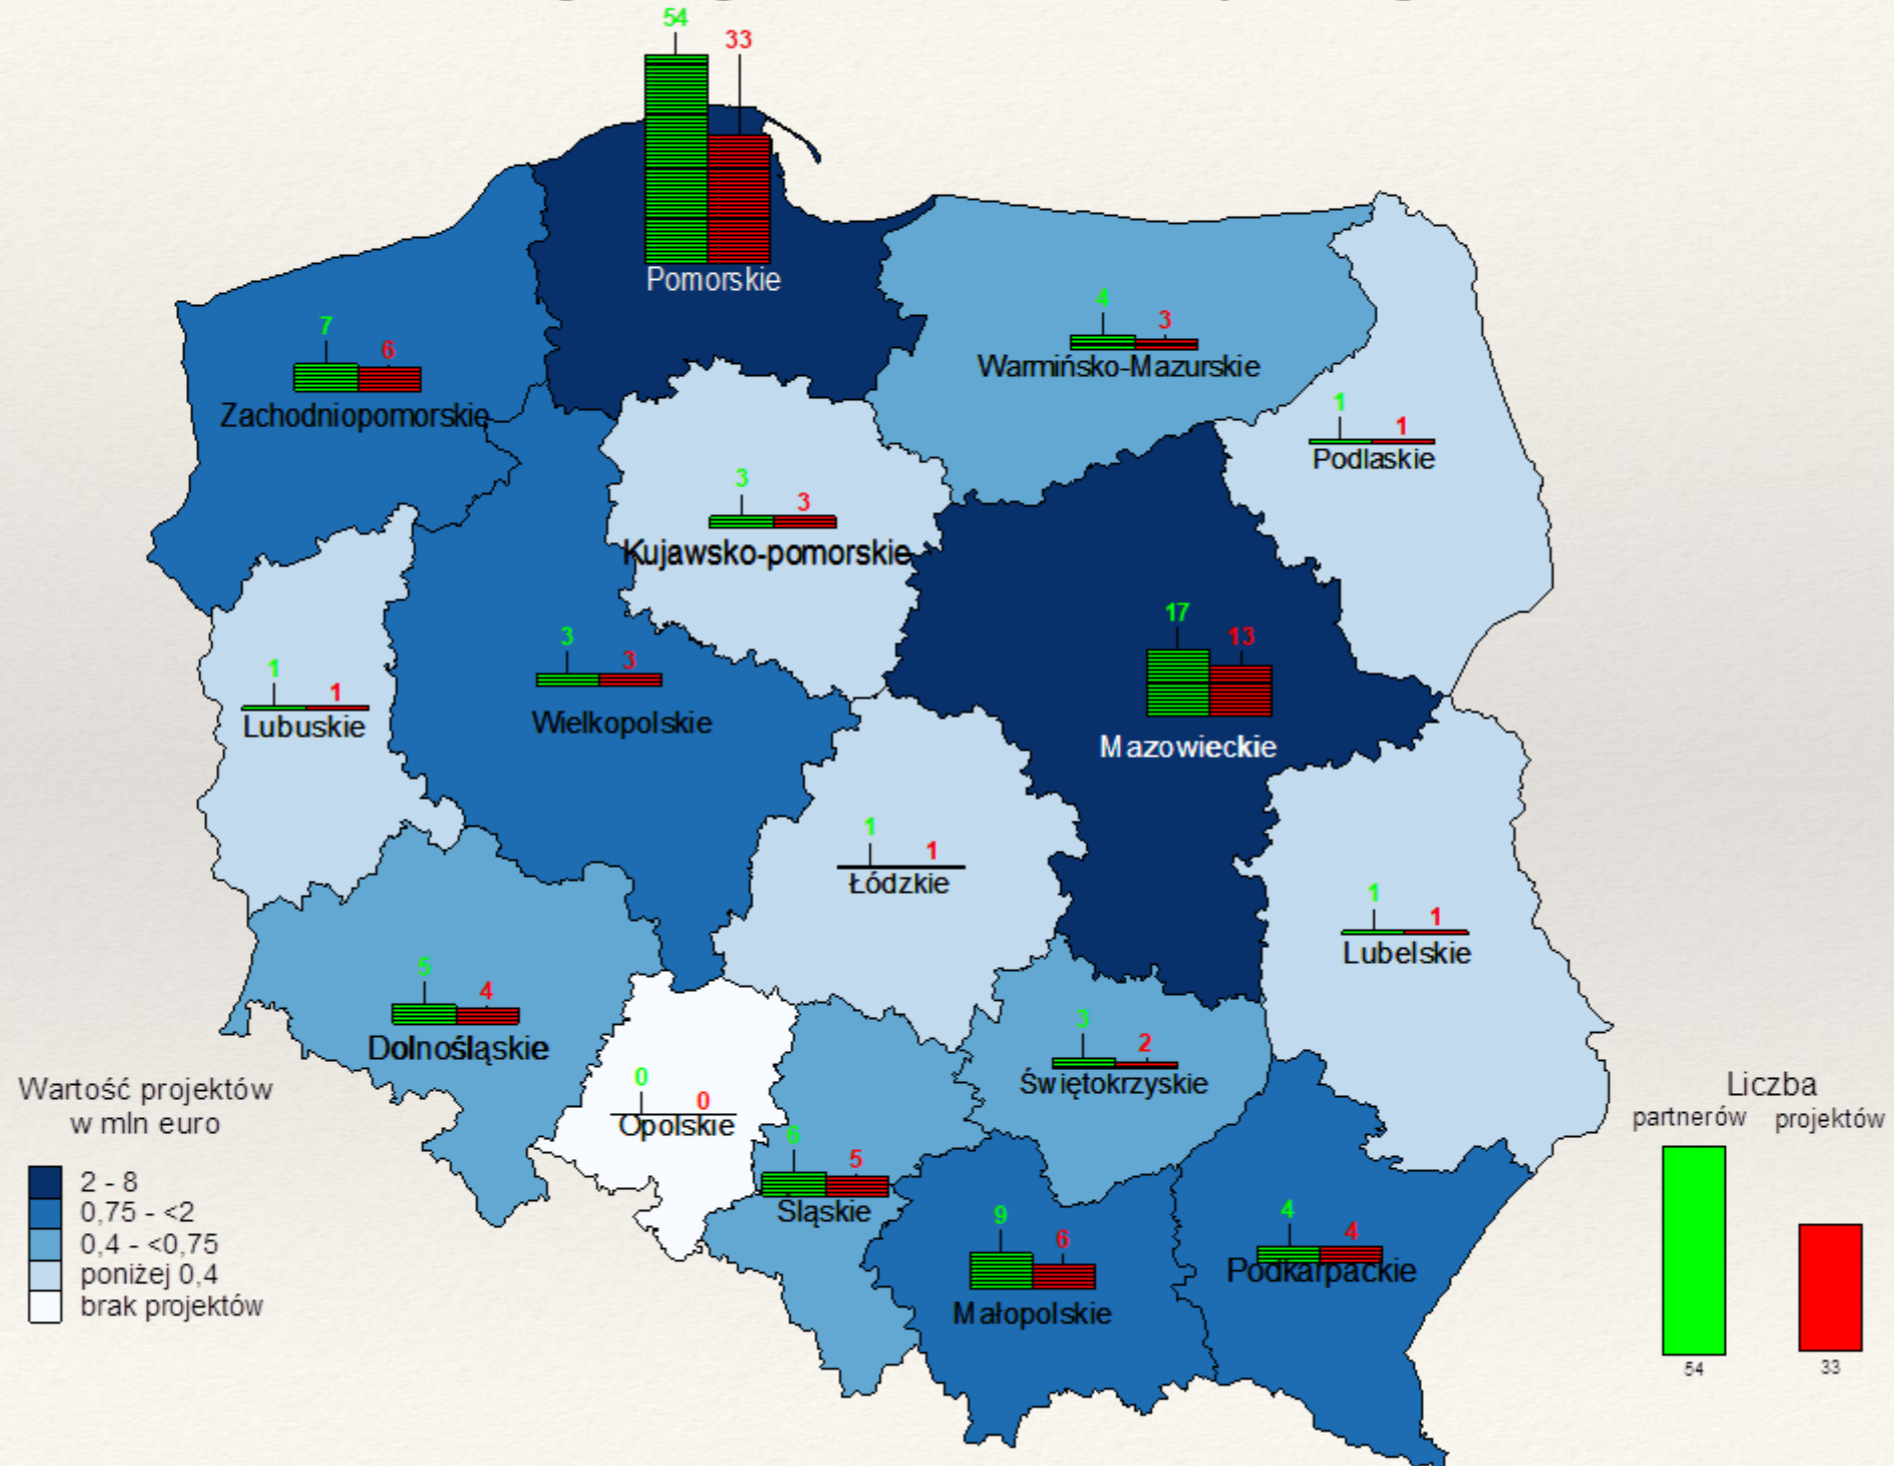 54
33
Pomorskie
4
3
Warmińsko-Mazurskie
7
6
Zachodniopomorskie
1
1
Podlaskie
3
3
Kujawsko-pomorskie
17
13
Mazowieckie
3
3
Wielkopolskie
1
1
Lubuskie
1
1
Łódzkie
1
1
Lubelskie
5
4
Dolnośląskie
3
2
Świętokrzyskie
0
0
Opolskie
6
5
Śląskie
9
6
Małopolskie
4
4
Podkarpackie
Wartość projektów
w mln euro
2 - 8
0,75 - <2
0,4 - <0,75
poniżej 0,4
brak projektów
Liczba
partnerów projektów
54 33